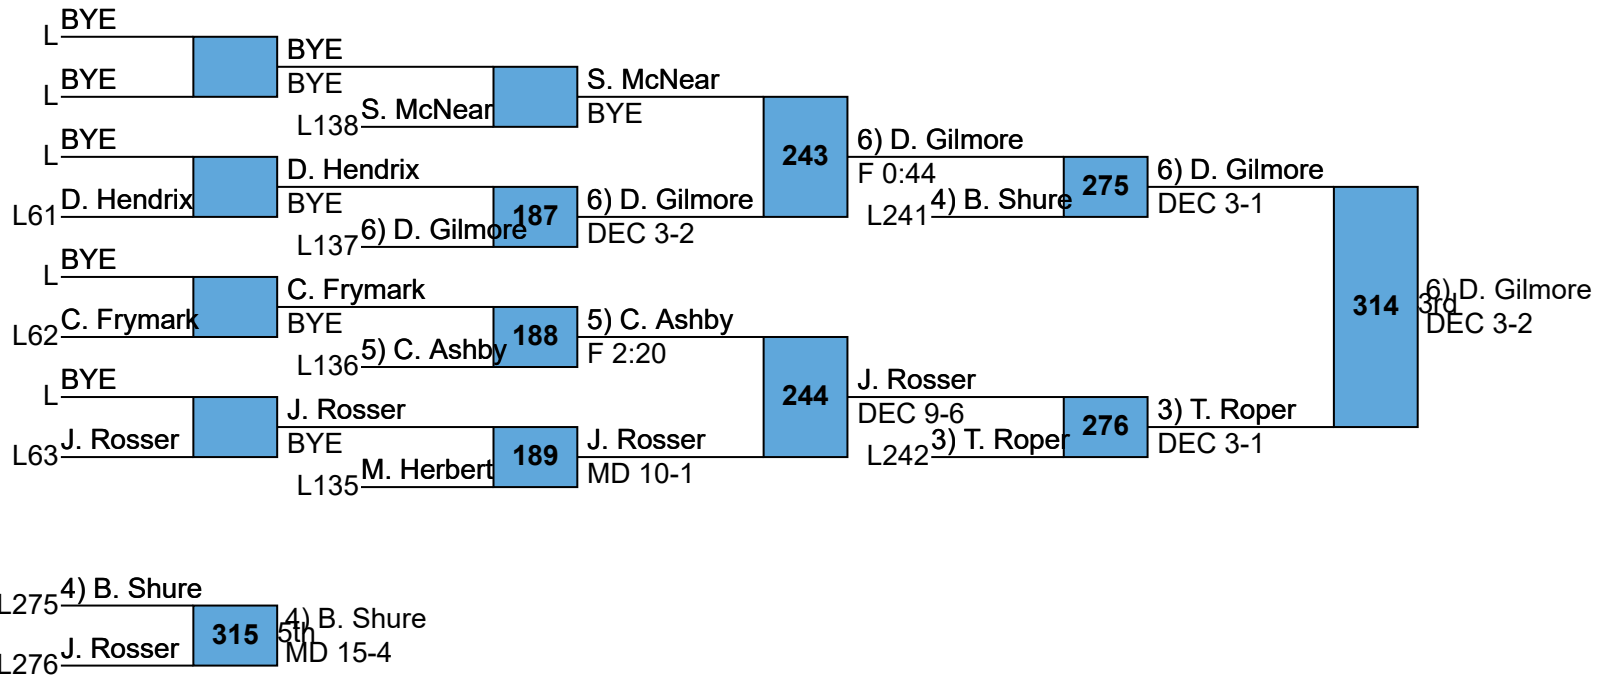 BYE
L
BYE
L
BYE
BYE
S. McNear
L138
S. McNear
BYE
BYE
L
D. Hendrix
L61
D. Hendrix
BYE
6) D. Gilmore
L137
187
6) D. Gilmore
DEC 3-2
243
6) D. Gilmore
F 0:44
4) B. Shure
L241
275
6) D. Gilmore
DEC 3-1
BYE
L
C. Frymark
L62
C. Frymark
BYE
5) C. Ashby
L136
188
5) C. Ashby
F 2:20
BYE
L
J. Rosser
L63
J. Rosser
BYE
M. Herbert
L135
189
J. Rosser
MD 10-1
244
J. Rosser
DEC 9-6
3) T. Roper
L242
276
3) T. Roper
DEC 3-1
314
3rd
6) D. Gilmore
DEC 3-2
4) B. Shure
L275
J. Rosser
L276
315
5th
4) B. Shure
MD 15-4